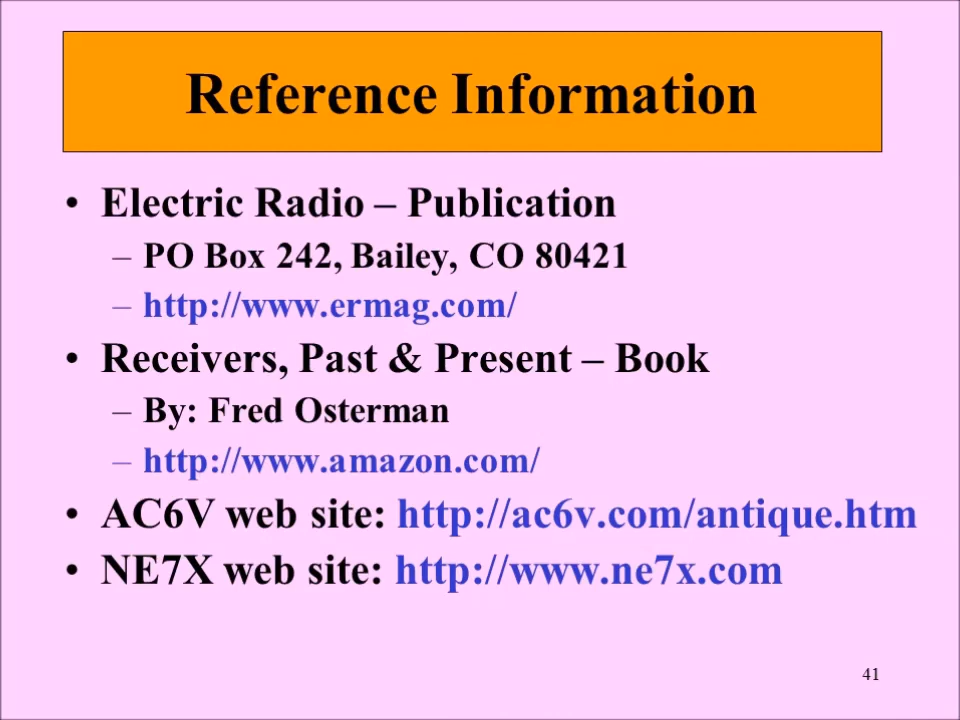 Reference Information
• Electric Radio – Publication
– PO Box 242, Bailey, CO 80421
– http://www.ermag.com/
• Receivers, Past & Present – Book
– By: Fred Osterman
– http://www.amazon.com/
• AC6V web site: http://ac6v.com/antique.htm
• NE7X web site: http://www.ne7x.com
41